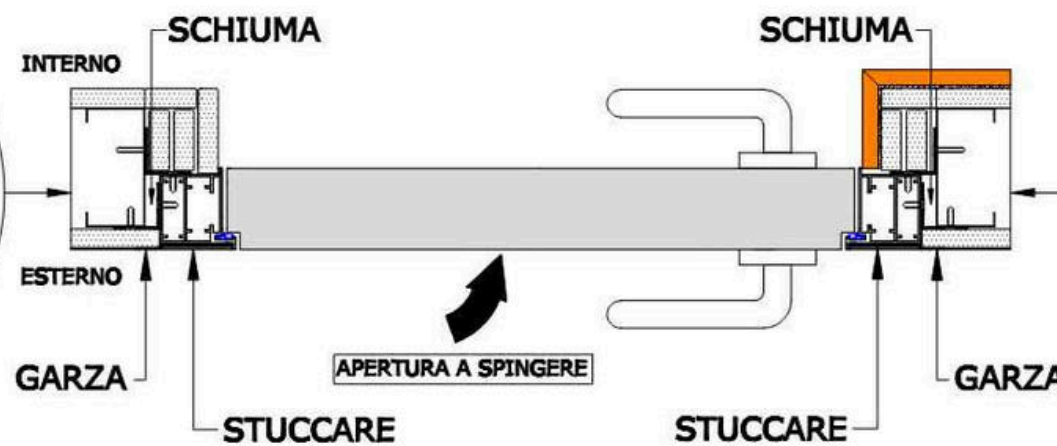 SCHIUMA
SCHIUMA
INTERNO
ESTERNO
APERTURA A SPINGERE
GARZA
GARZA
STUCCARE
STUCCARE